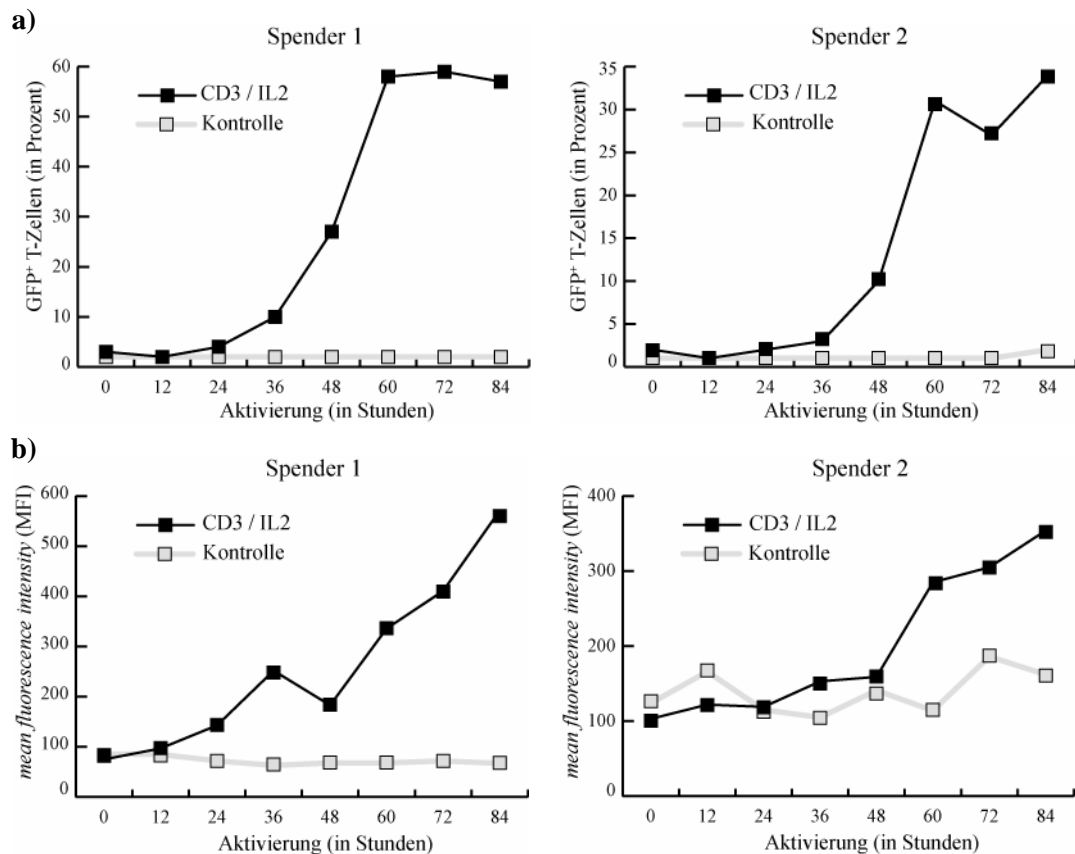 a)
Spender 1
GFP+ T-Zellen (in Prozent)
60
50
40
30
20
10
0
CD3 / IL2
Kontrolle
0 12 24 36 48 60 72 84
Aktivierung (in Stunden)
Spender 2
GFP+ T-Zellen (in Prozent)
35
30
25
20
15
10
5
0
CD3 / IL2
Kontrolle
0 12 24 36 48 60 72 84
Aktivierung (in Stunden)
b)
Spender 1
mean fluorescence intensity (MFI)
600
500
400
300
200
100
0
CD3 / IL2
Kontrolle
0 12 24 36 48 60 72 84
Aktivierung (in Stunden)
Spender 2
mean fluorescence intensity (MFI)
400
300
200
100
0
CD3 / IL2
Kontrolle
0 12 24 36 48 60 72 84
Aktivierung (in Stunden)